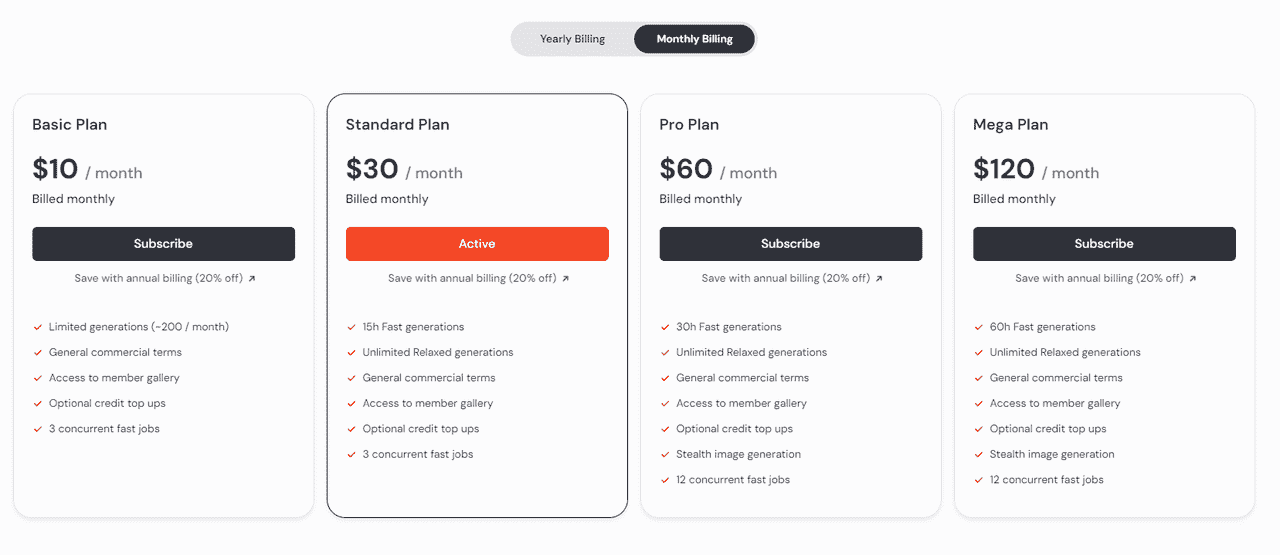 Yearly Billing
Monthly Billing
Basic Plan
$10 / month
Billed monthly
Subscribe
Save with annual billing (20% off) ↗
Limited generations (~200 / month)
General commercial terms
Access to member gallery
Optional credit top ups
3 concurrent fast jobs
Standard Plan
$30 / month
Billed monthly
Active
Save with annual billing (20% off) ↗
15h Fast generations
Unlimited Relaxed generations
General commercial terms
Access to member gallery
Optional credit top ups
3 concurrent fast jobs
Pro Plan
$60 / month
Billed monthly
Subscribe
Save with annual billing (20% off) ↗
30h Fast generations
Unlimited Relaxed generations
General commercial terms
Access to member gallery
Optional credit top ups
Stealth image generation
12 concurrent fast jobs
Mega Plan
$120 / month
Billed monthly
Subscribe
Save with annual billing (20% off) ↗
60h Fast generations
Unlimited Relaxed generations
General commercial terms
Access to member gallery
Optional credit top ups
Stealth image generation
12 concurrent fast jobs